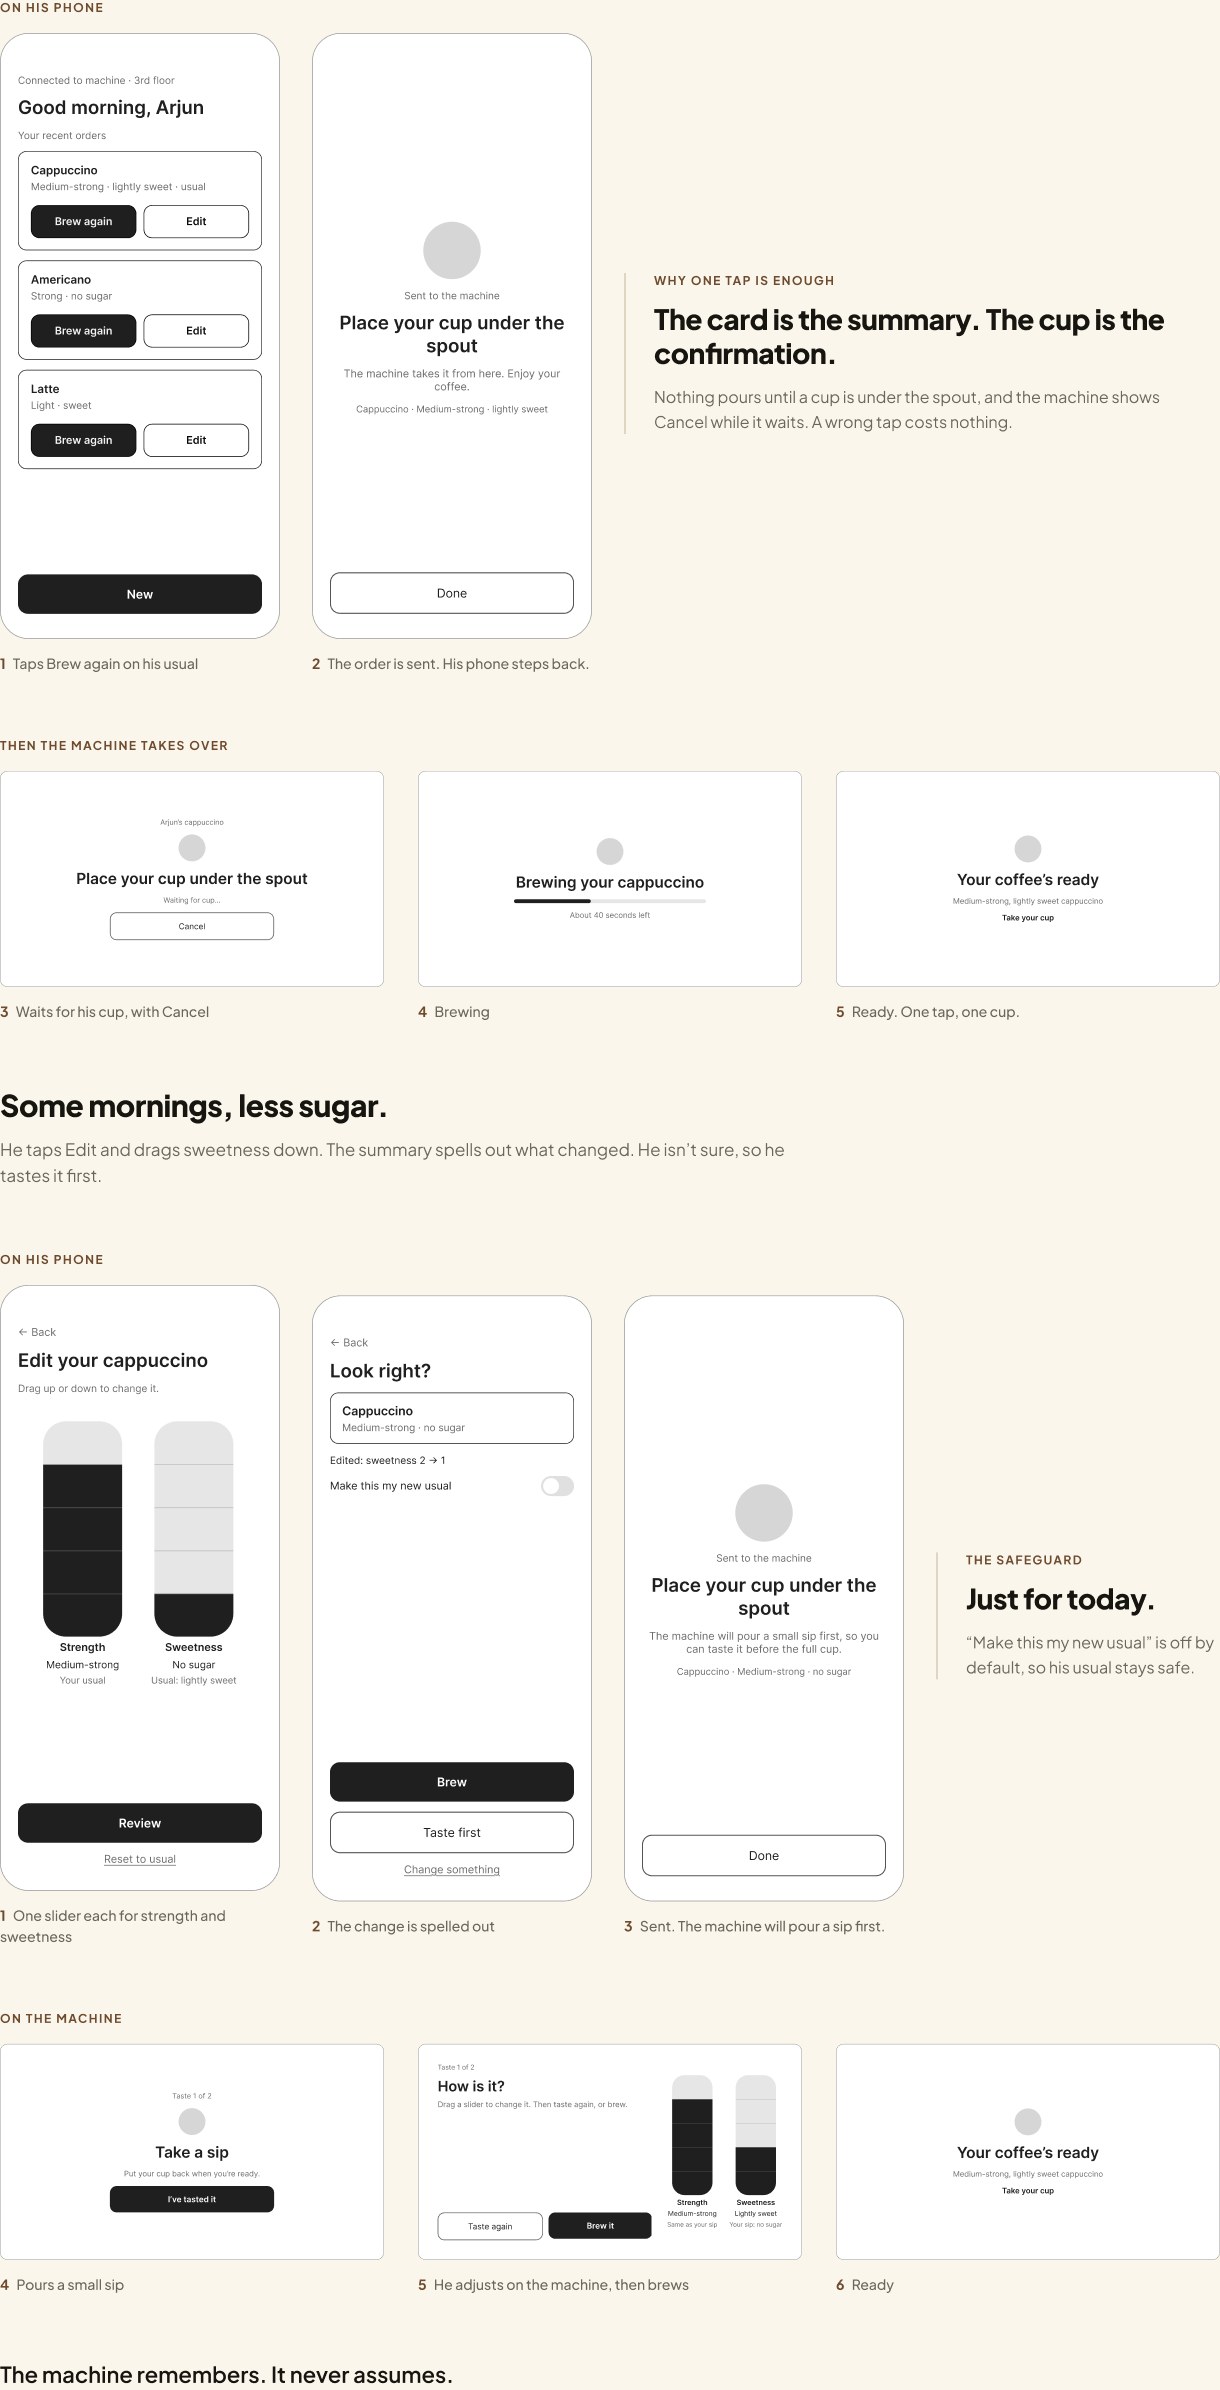 ON HIS PHONE
Connected to machine · 3rd floor
Good morning, Arjun
Your recent orders
Cappuccino
Medium-strong · lightly sweet · usual
Brew again
Edit
Americano
Strong · no sugar
Brew again
Edit
Latte
Light · sweet
Brew again
Edit
New
1 Taps Brew again on his usual
Sent to the machine
Place your cup under the
spout
The machine takes it from here. Enjoy your
coffee.
Cappuccino · Medium-strong · lightly sweet
Done
2 The order is sent. His phone steps back.
WHY ONE TAP IS ENOUGH
The card is the summary. The cup is the
confirmation.
Nothing pours until a cup is under the spout, and the machine shows
Cancel while it waits. A wrong tap costs nothing.
THEN THE MACHINE TAKES OVER
Arjun's cappuccino
Place your cup under the spout
Waiting for cup...
Cancel
3 Waits for his cup, with Cancel
Brewing your cappuccino
About 40 seconds left
4 Brewing
Your coffee’s ready
Medium-strong, lightly sweet cappuccino
Take your cup
5 Ready. One tap, one cup.
Some mornings, less sugar.
He taps Edit and drags sweetness down. The summary spells out what changed. He isn’t sure, so he
tastes it first.
ON HIS PHONE
← Back
Edit your cappuccino
Drag up or down to change it.
Strength
Medium-strong
Your usual
Sweetness
No sugar
Usual: lightly sweet
Review
Reset to usual
1 One slider each for strength and
sweetness
← Back
Look right?
Cappuccino
Medium-strong · no sugar
Edited: sweetness 2 → 1
Make this my new usual
Brew
Taste first
Change something
2 The change is spelled out
Sent to the machine
Place your cup under the
spout
The machine will pour a small sip first, so you
can taste it before the full cup.
Cappuccino · Medium-strong · no sugar
Done
3 Sent. The machine will pour a sip first.
THE SAFEGUARD
Just for today.
“Make this my new usual” is off by
default, so his usual stays safe.
ON THE MACHINE
Taste 1 of 2
Take a sip
Put your cup back when you're ready.
I've tasted it
4 Pours a small sip
Taste 1 of 2
How is it?
Drag a slider to change it. Then taste again, or brew.
Taste again
Brew it
Strength
Medium-strong
Same as your sip
Sweetness
Lightly sweet
Your sip: no sugar
5 He adjusts on the machine, then brews
Your coffee’s ready
Medium-strong, lightly sweet cappuccino
Take your cup
6 Ready
The machine remembers. It never assumes.